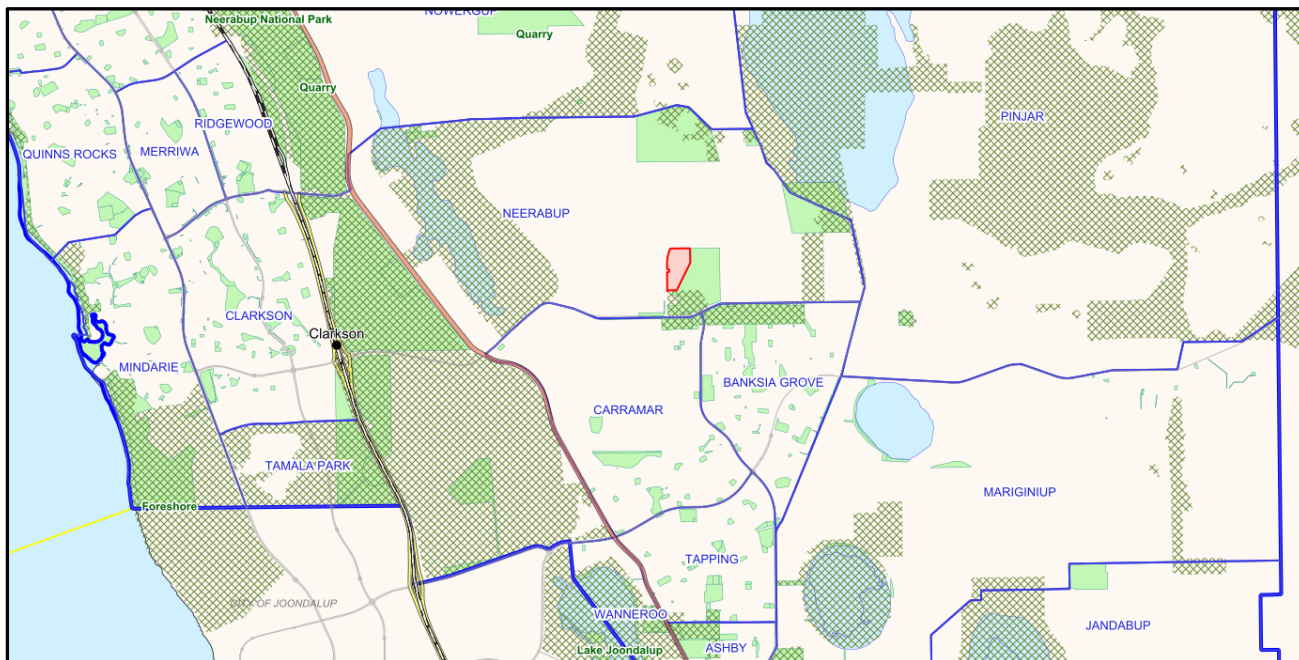 NOWERGUP
Neerabup National Park
Quarry
Quarry
PINJAR
RIDGEWOOD
QUINNS ROCKS
MERRIWA
NEERABUP
CLARKSON
Clarkson
MINDARIE
BANKSIA GROVE
CARRAMAR
TAMALA PARK
MARIGINIUP
Foreshore
TAPPING
CITY OF JOONDALUP
WANNEROO
JANDABUP
Lake Joondalup
ASHBY